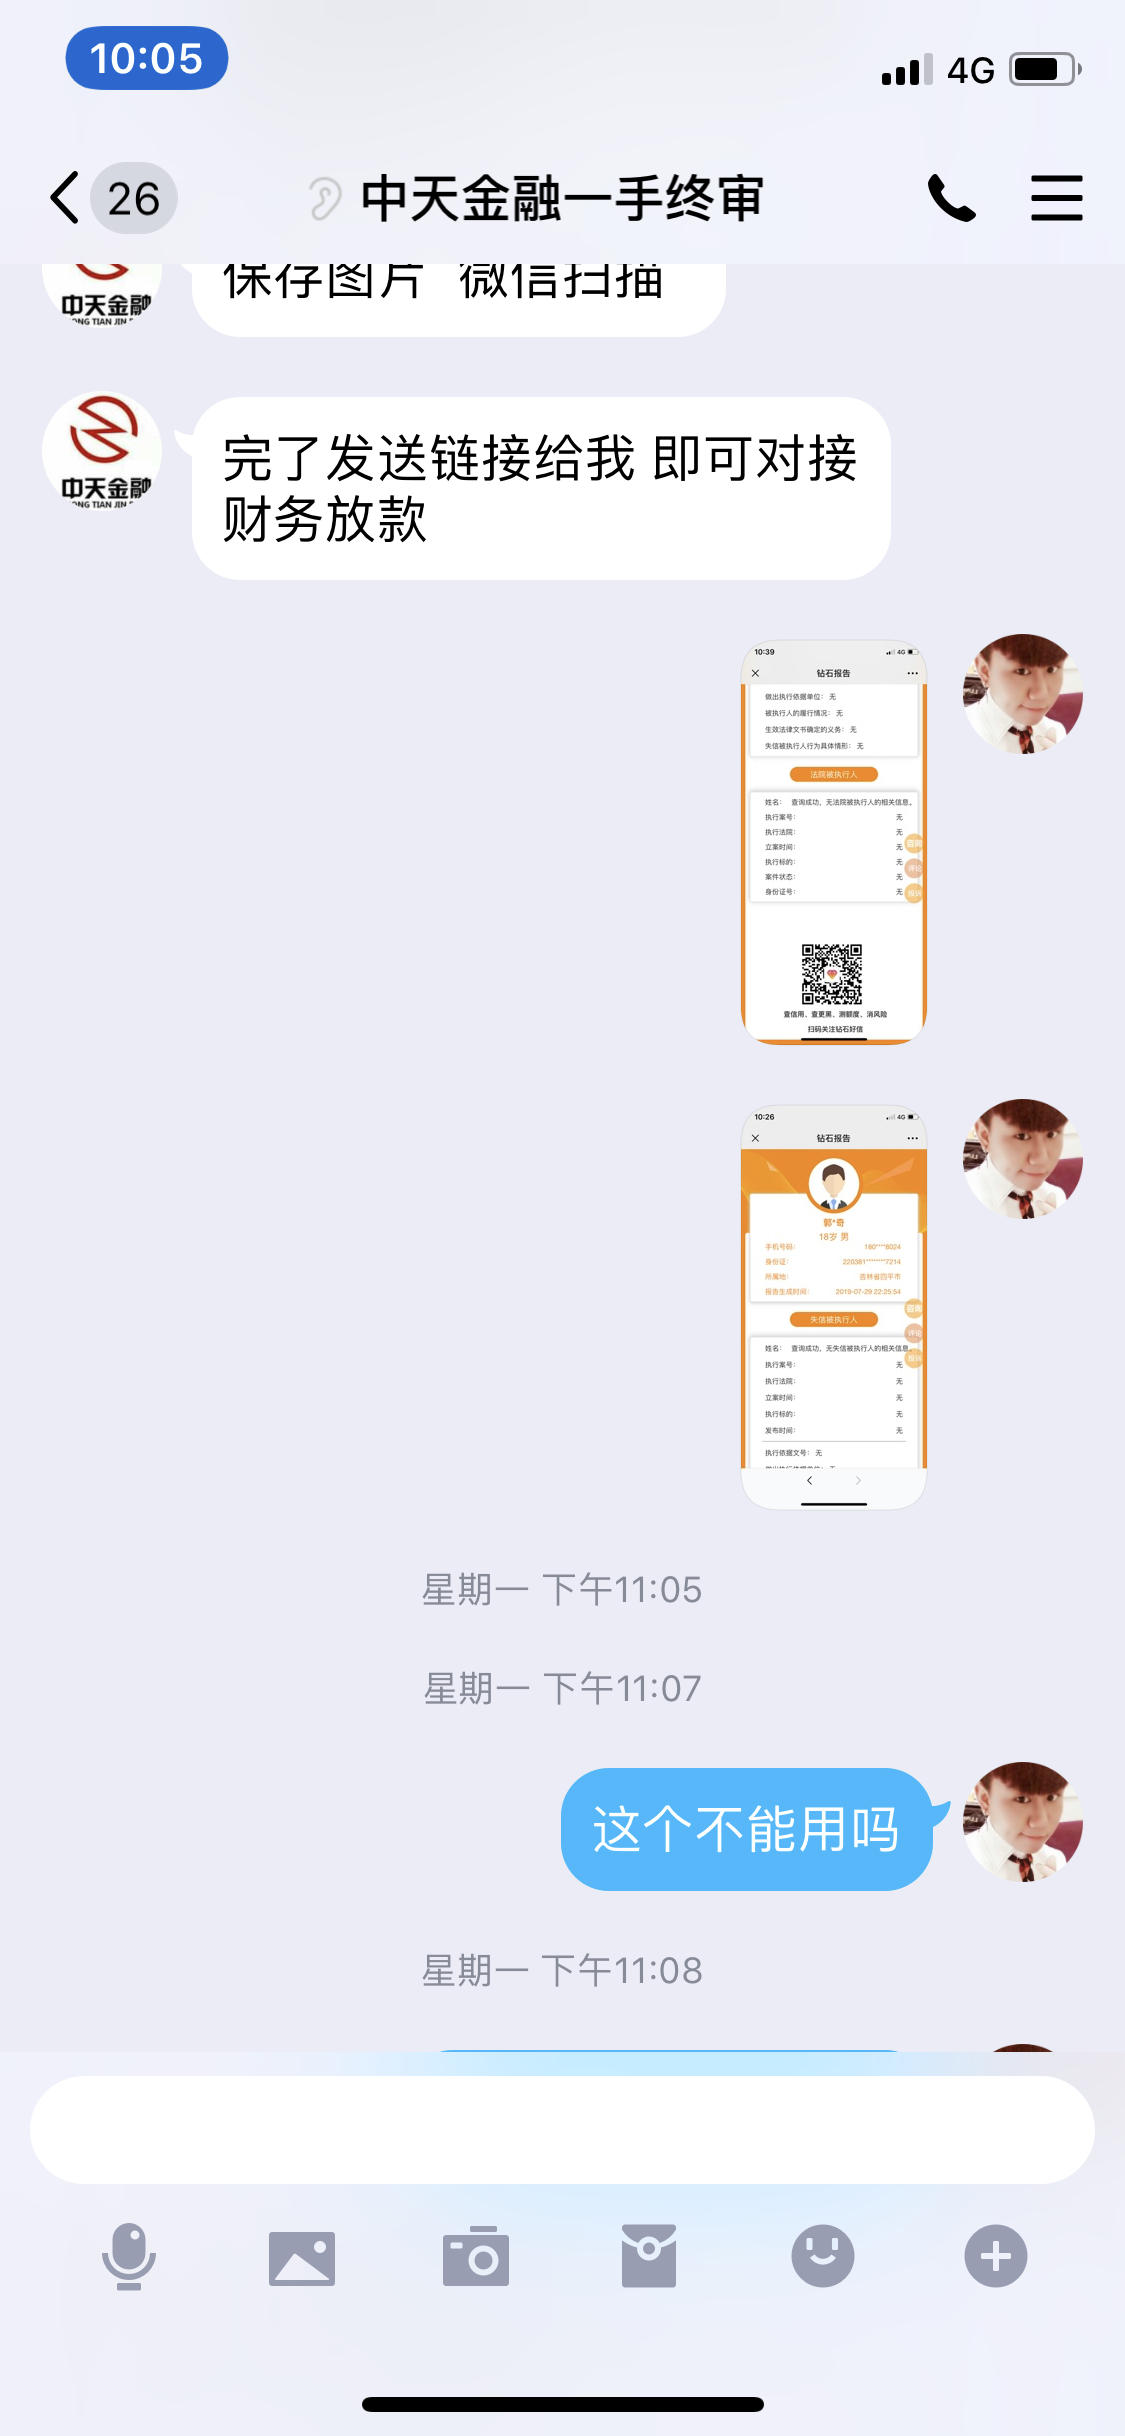 10:05
4G
26
中天金融一手终审
中天金融
保存图片 微信扫描
中天金融
完了发送链接给我 即可对接
财务放款
10:39
4G
钻石报告
做出执行依据单位： 无
被执行人的履行情况： 无
生效法律文书确定的义务： 无
失信被执行人行为具体情形： 无
法院被执行人
姓名： 查询成功，无法院被执行人的相关信息。
执行案号： 无
执行法院： 无
立案时间： 无
执行标的： 无
案件状态： 无
身份证号： 无
评论
投诉
查信用、查更黑、测额度、消风险
扫码关注钻石好信
10:26
4G
钻石报告
郭*奇
18岁 男
手机号码： 180****8024
身份证： 220381********7214
所属地： 吉林省四平市
报告生成时间： 2019-07-29 22:25:54
失信被执行人
评论
姓名： 查询成功，无失信被执行人的相关信息。
执行案号： 无
执行法院： 无
立案时间： 无
执行标的： 无
发布时间： 无
执行依据文号： 无
星期一 下午11:05
星期一 下午11:07
这个不能用吗
星期一 下午11:08